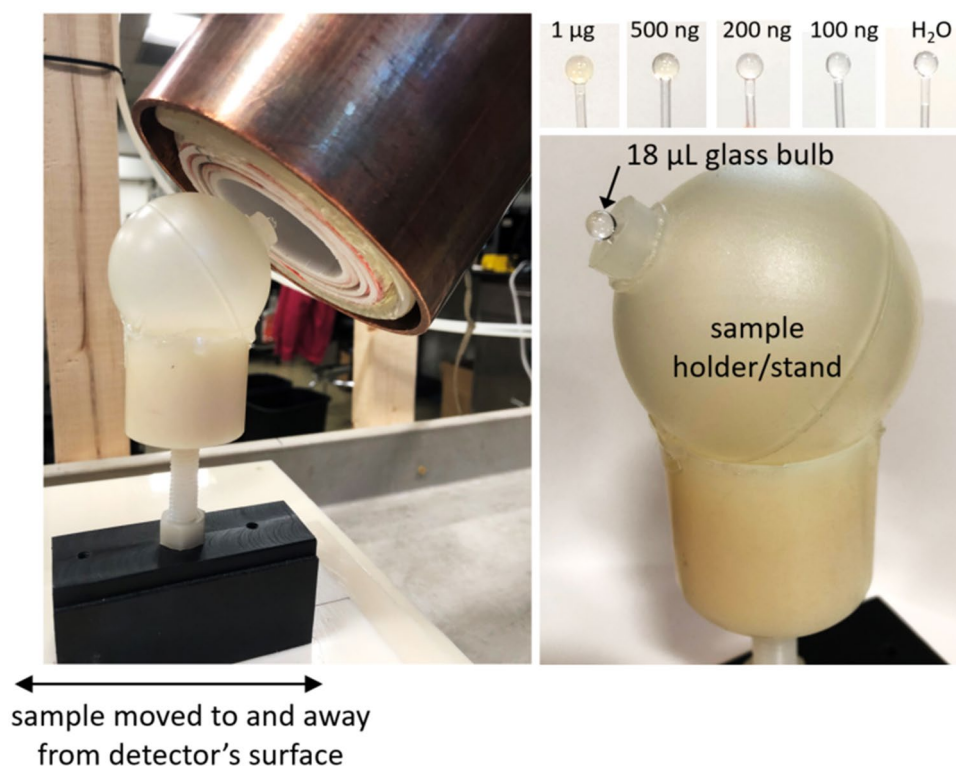 1 µg 500 ng 200 ng 100 ng H₂O
18 µL glass bulb
sample
holder/stand
sample moved to and away
from detector's surface